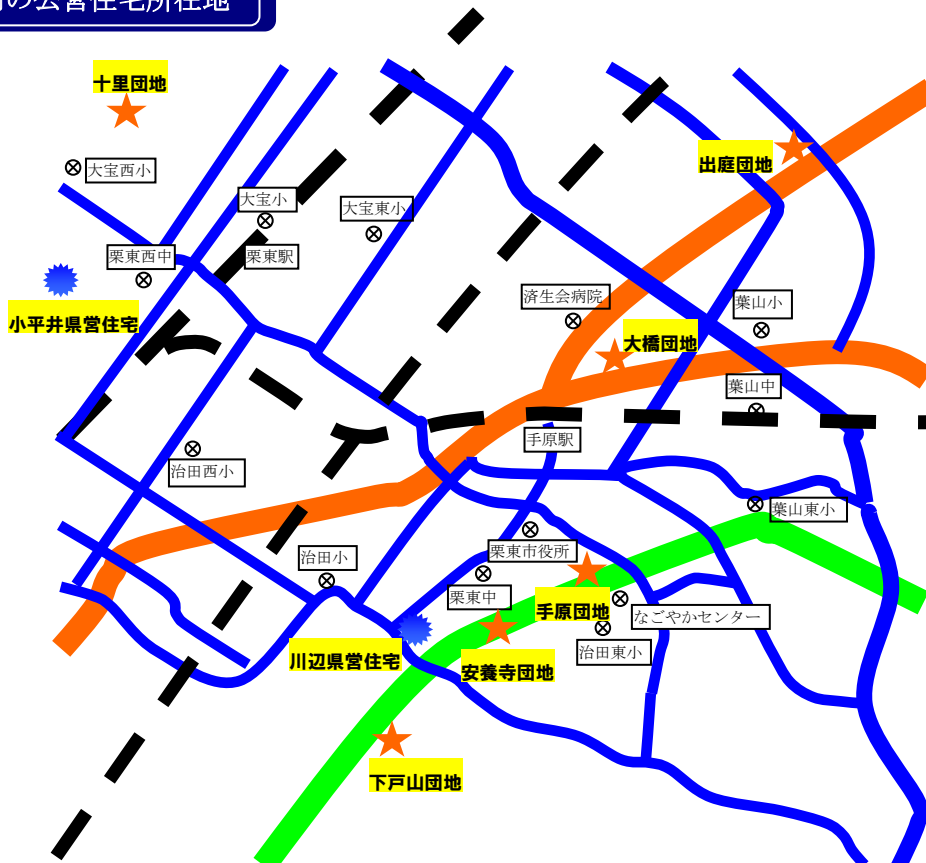 の公営住宅所在地
十里団地
大宝西小
出庭団地
大宝小
大宝東小
栗東西中
栗東駅
済生会病院
葉山小
小平井県営住宅
大橋団地
葉山中
手原駅
治田西小
葉山東小
治田小
栗東市役所
栗東中
手原団地
なごやかセンター
川辺県営住宅
治田東小
安養寺団地
下戸山団地